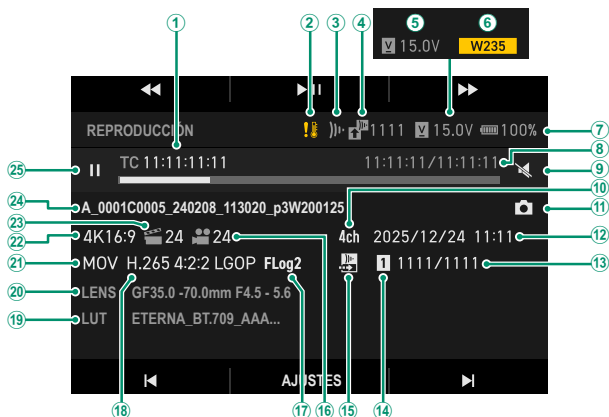 1 2 3 4 5 6
V 15.0V W235
REPRODUCCIÓN 1111 V 15.0V 100% 7
TC 11:11:11:11 11:11:11/11:11:11 8
25 9
24 A_0001C0005_240208_113020_p3W200125 10 11
23
22 4K16:9 24 24 4ch 2025/12/24 11:11 12
21 MOV H.265 4:2:2 LGOP FLog2 1 1111/1111 13
20 LENS GF35.0 -70.0mm F4.5 - 5.6
19 LUT ETERNA_BT.709_AAA...
AJUSTES
18 17 16 15 14